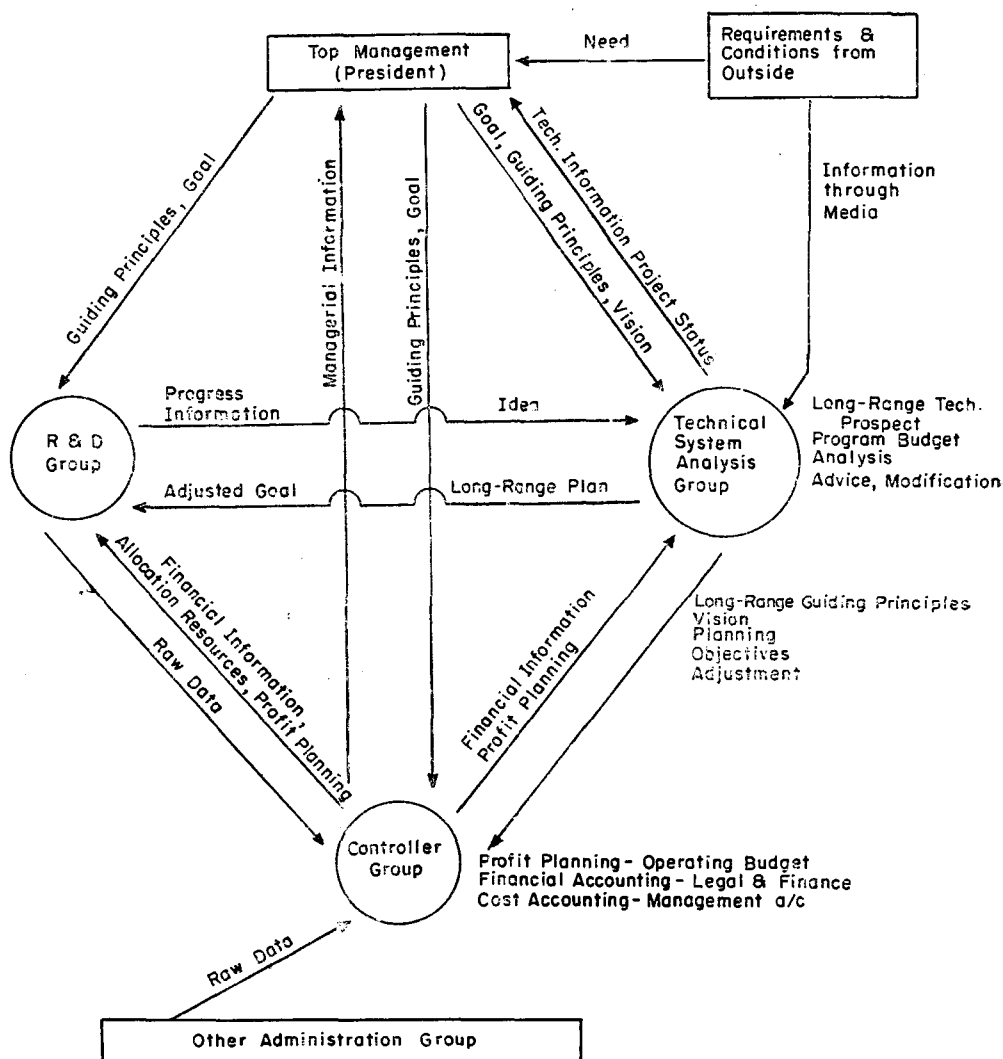 Need
Requirements &
Conditions from
Outside
Top Management
(President)
Guiding Principles, Goal
Managerial Information
Guiding Principles, Goal
Goal, Guiding Principles, Vision
Tech. Information Project Status
Information
through
Media
Progress
Information
Idea
R & D
Group
Technical
System
Analysis
Group
Long-Range Tech.
Prospect
Program Budget
Analysis
Advice, Modification
Adjusted Goal
Long-Range Plan
Raw Data
Financial Information,
Allocation Resources, Profit Planning
Financial Information
Profit Planning
Long-Range Guiding Principles
Vision
Planning
Objectives
Adjustment
Controller
Group
Profit Planning - Operating Budget
Financial Accounting - Legal & Finance
Cost Accounting - Management a/c
Raw Data
Other Administration Group